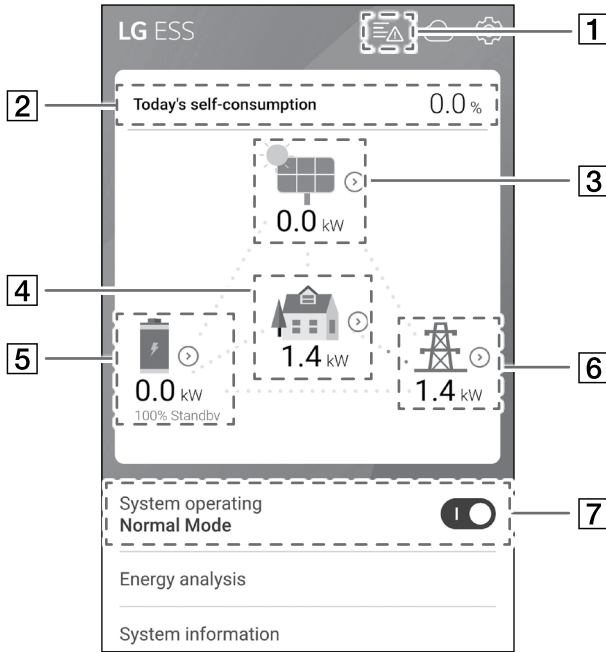 LG ESS
1
2
Today's self-consumption 0.0 %
3
0.0 kW
4
1.4 kW
5
0.0 kW
100% Standby
6
1.4 kW
System operating
Normal Mode
7
Energy analysis
System information